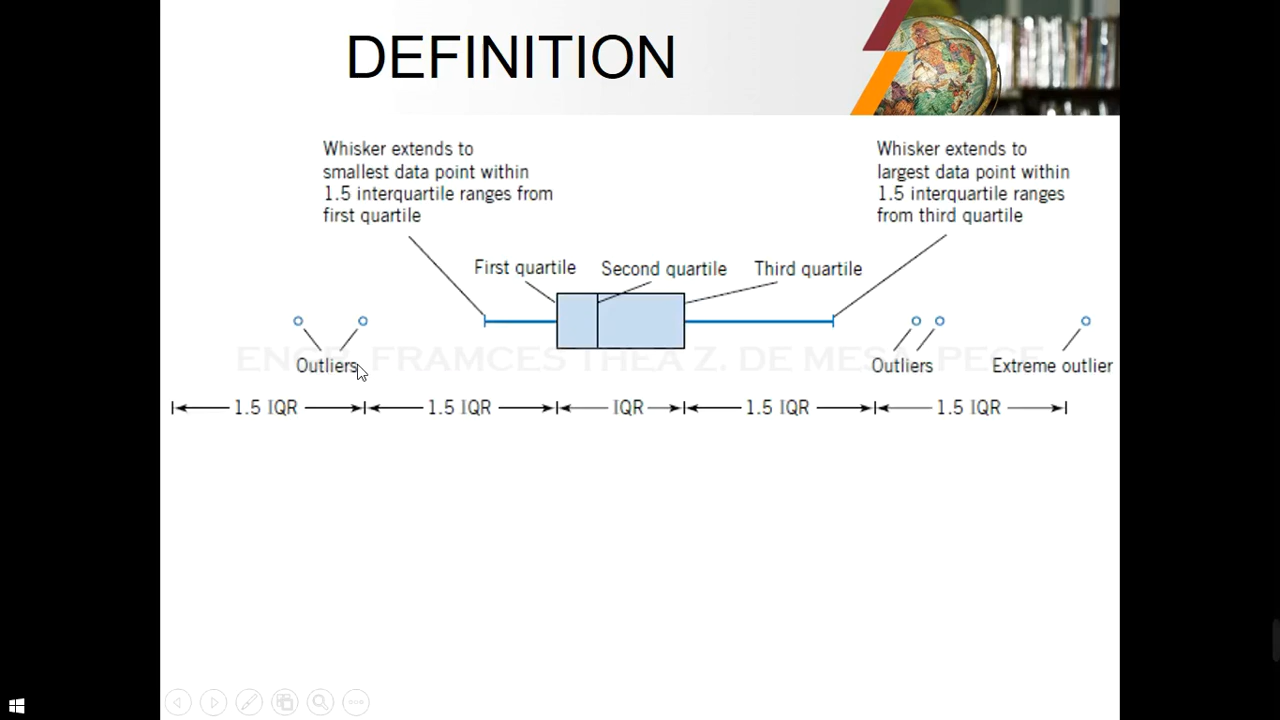 DEFINITION
Whisker extends to
smallest data point within
1.5 interquartile ranges from
first quartile
Whisker extends to
largest data point within
1.5 interquartile ranges
from third quartile
First quartile
Second quartile
Third quartile
ENGR. FRAMCES THEA Z. DE MESA, PECE
Outliers
Outliers
Extreme outlier
1.5 IQR
1.5 IQR
IQR
1.5 IQR
1.5 IQR